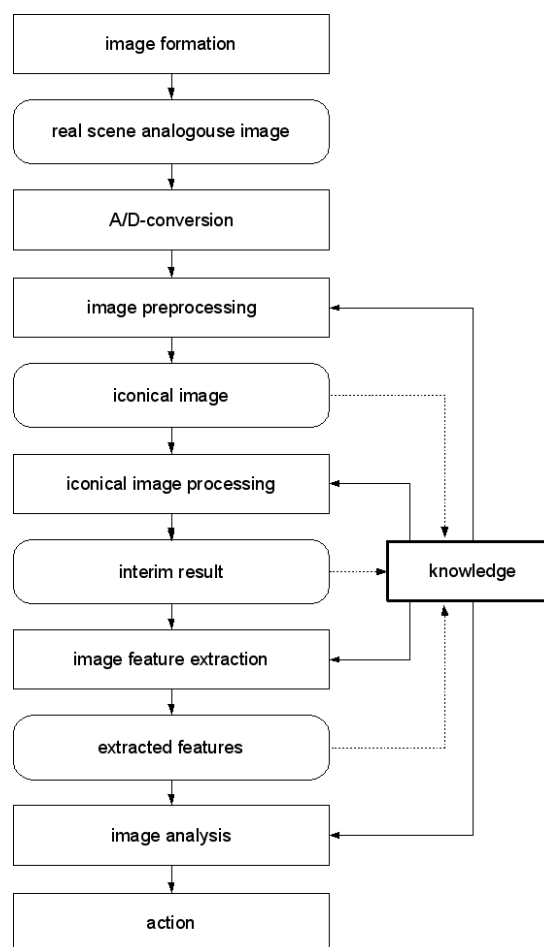 image formation
real scene analogouse image
A/D-conversion
image preprocessing
iconical image
iconical image processing
interim result
knowledge
image feature extraction
extracted features
image analysis
action